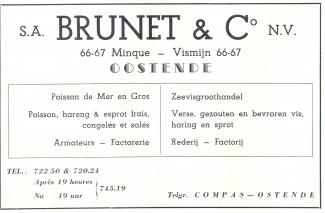 S.A. BRUNET & Cº N.V.
66-67 Minque - Vismijn 66-67
OOSTENDE
Poisson de Mer en Gros
Poisson, hareng & esprot frais,
congelés et salés
Armateurs — Factorerie
Zeevisgroothandel
Verse, gezouten en bevroren vis,
haring en sprot
Rederij — Factorij
TEL.. 722.50 & 720.24
Après 19 heures
Na 19 uur
745.19
Telgr. COMPAS—OSTENDE